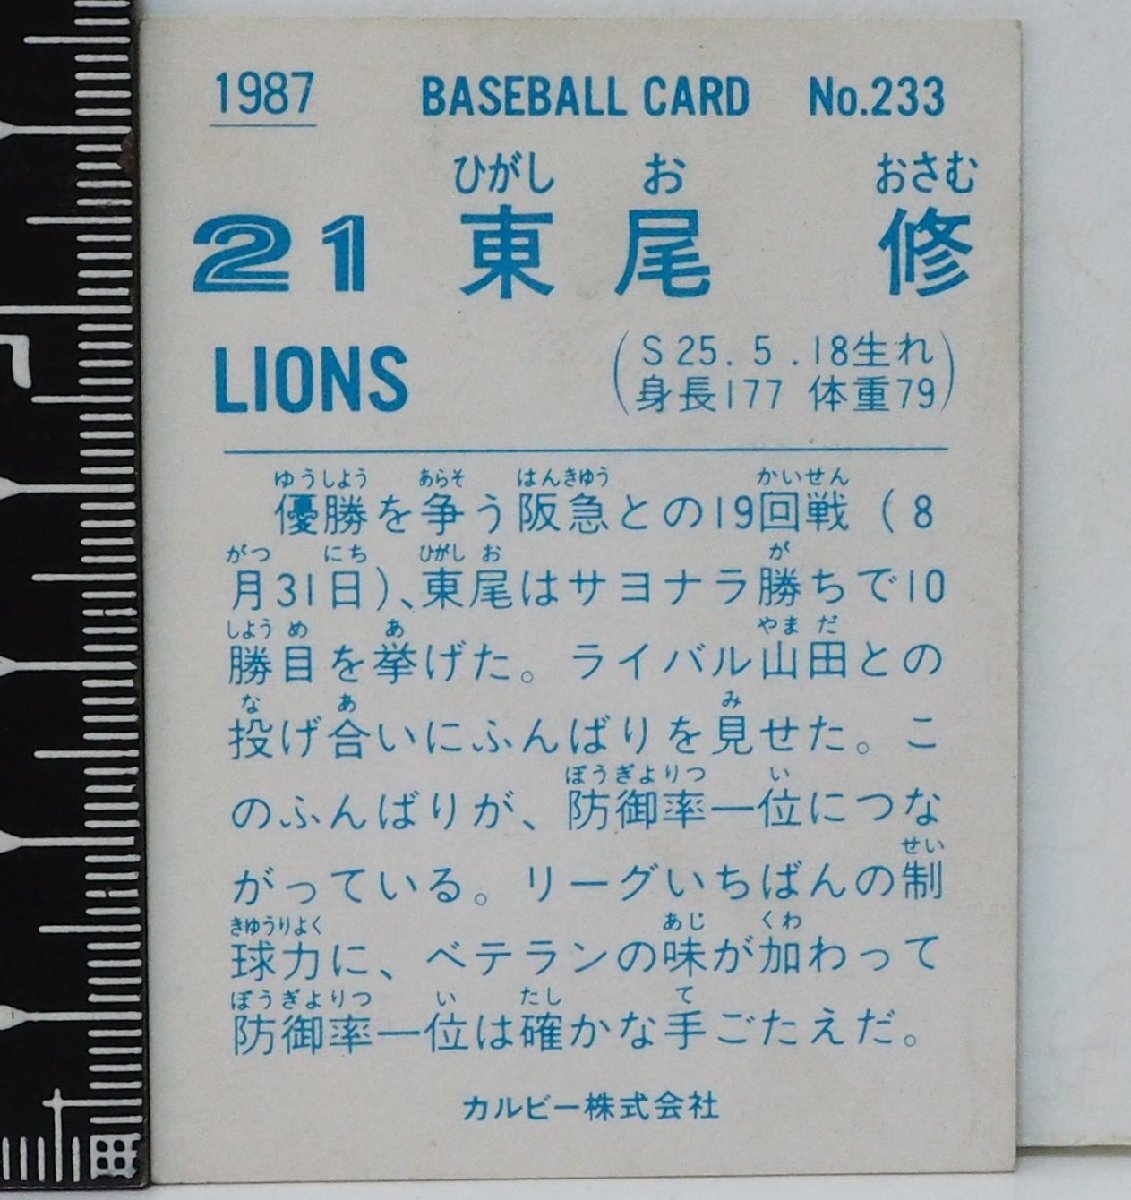 1987 BASEBALL CARD No.233
ひがし お おさむ
21 東尾 修
LIONS
(S25.5.18生れ
身長177 体重79)
ゆうしよう あらそ はんきゆう かいせん
優勝を争う阪急との19回戦(8
がつ にち ひがし お が
月31日)、東尾はサヨナラ勝ちで10
しよう め あ やま だ
勝目を挙げた。ライバル山田との
な あ み
投げ合いにふんばりを見せた。こ
ぼうぎよりつ い
のふんばりが、防御率一位につな
せい
がっている。リーグいちばんの制
きゆうりよく あじ くわ
球力に、ベテランの味が加わって
ぼうぎよりつ い たし て
防御率一位は確かな手ごたえだ。
カルビー株式会社